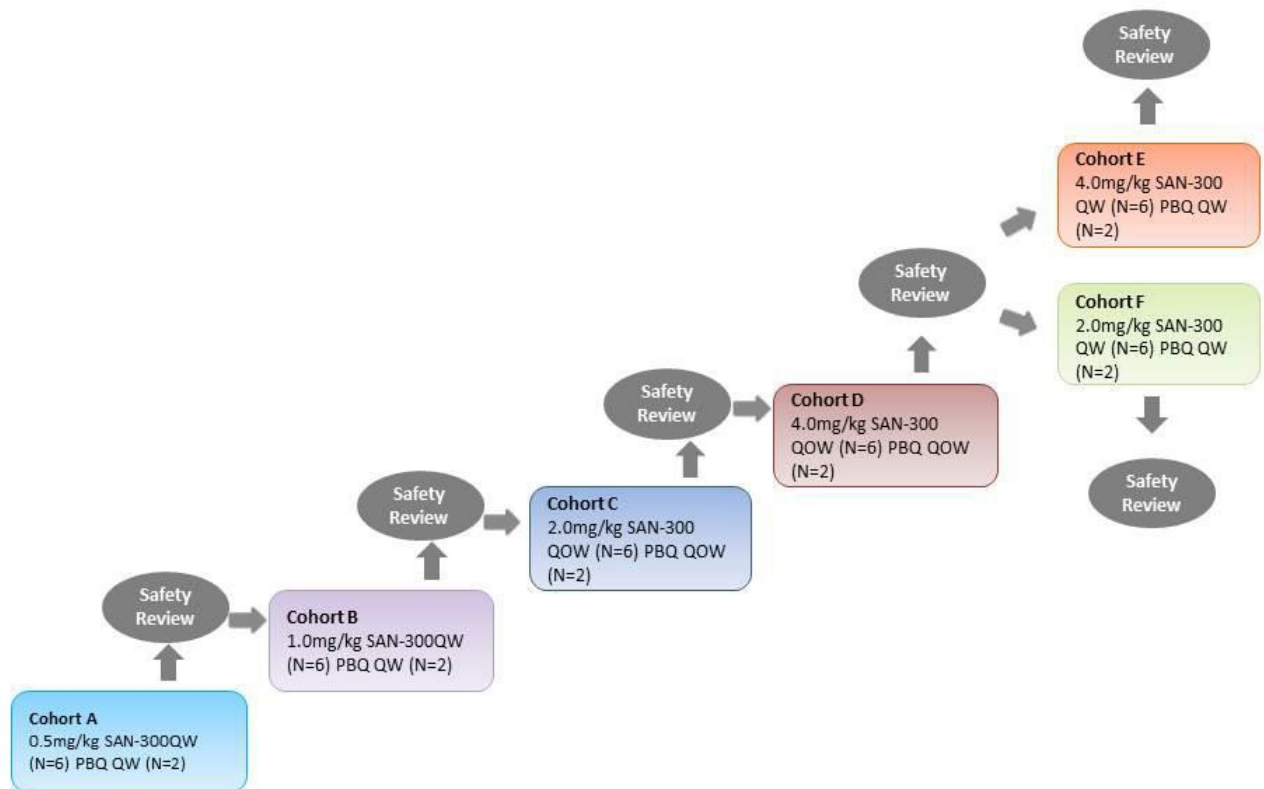 Safety
Review
Cohort E
4.0mg/kg SAN-300
QW (N=6) PBQ QW
(N=2)
Safety
Review
Cohort F
2.0mg/kg SAN-300
QW (N=6) PBQ QW
(N=2)
Safety
Review
Cohort D
4.0mg/kg SAN-300
QOW (N=6) PBQ QOW
(N=2)
Safety
Review
Safety
Review
Cohort C
2.0mg/kg SAN-300
QOW (N=6) PBQ QOW
(N=2)
Safety
Review
Cohort B
1.0mg/kg SAN-300QW
(N=6) PBQ QW (N=2)
Cohort A
0.5mg/kg SAN-300QW
(N=6) PBQ QW (N=2)